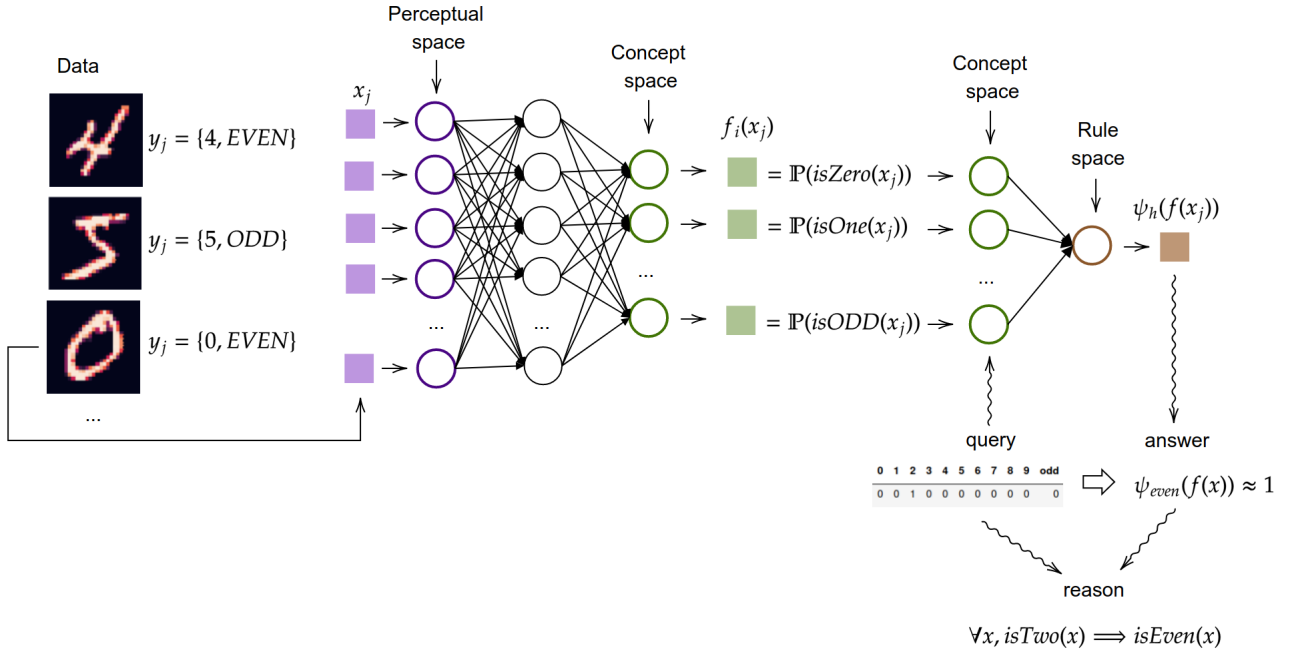 Data
y_j = {4, EVEN}
y_j = {5, ODD}
y_j = {0, EVEN}
...
x_j
Perceptual
space
...
...
Concept
space
...
f_i(x_j)
= ℙ(isZero(x_j))
= ℙ(isOne(x_j))
...
= ℙ(isODD(x_j))
Concept
space
...
Rule
space
ψ_h(f(x_j))
query
0 1 2 3 4 5 6 7 8 9 odd
0 0 1 0 0 0 0 0 0 0 0
answer
ψ_even(f(x)) ≈ 1
reason
∀x, isTwo(x) ⟹ isEven(x)